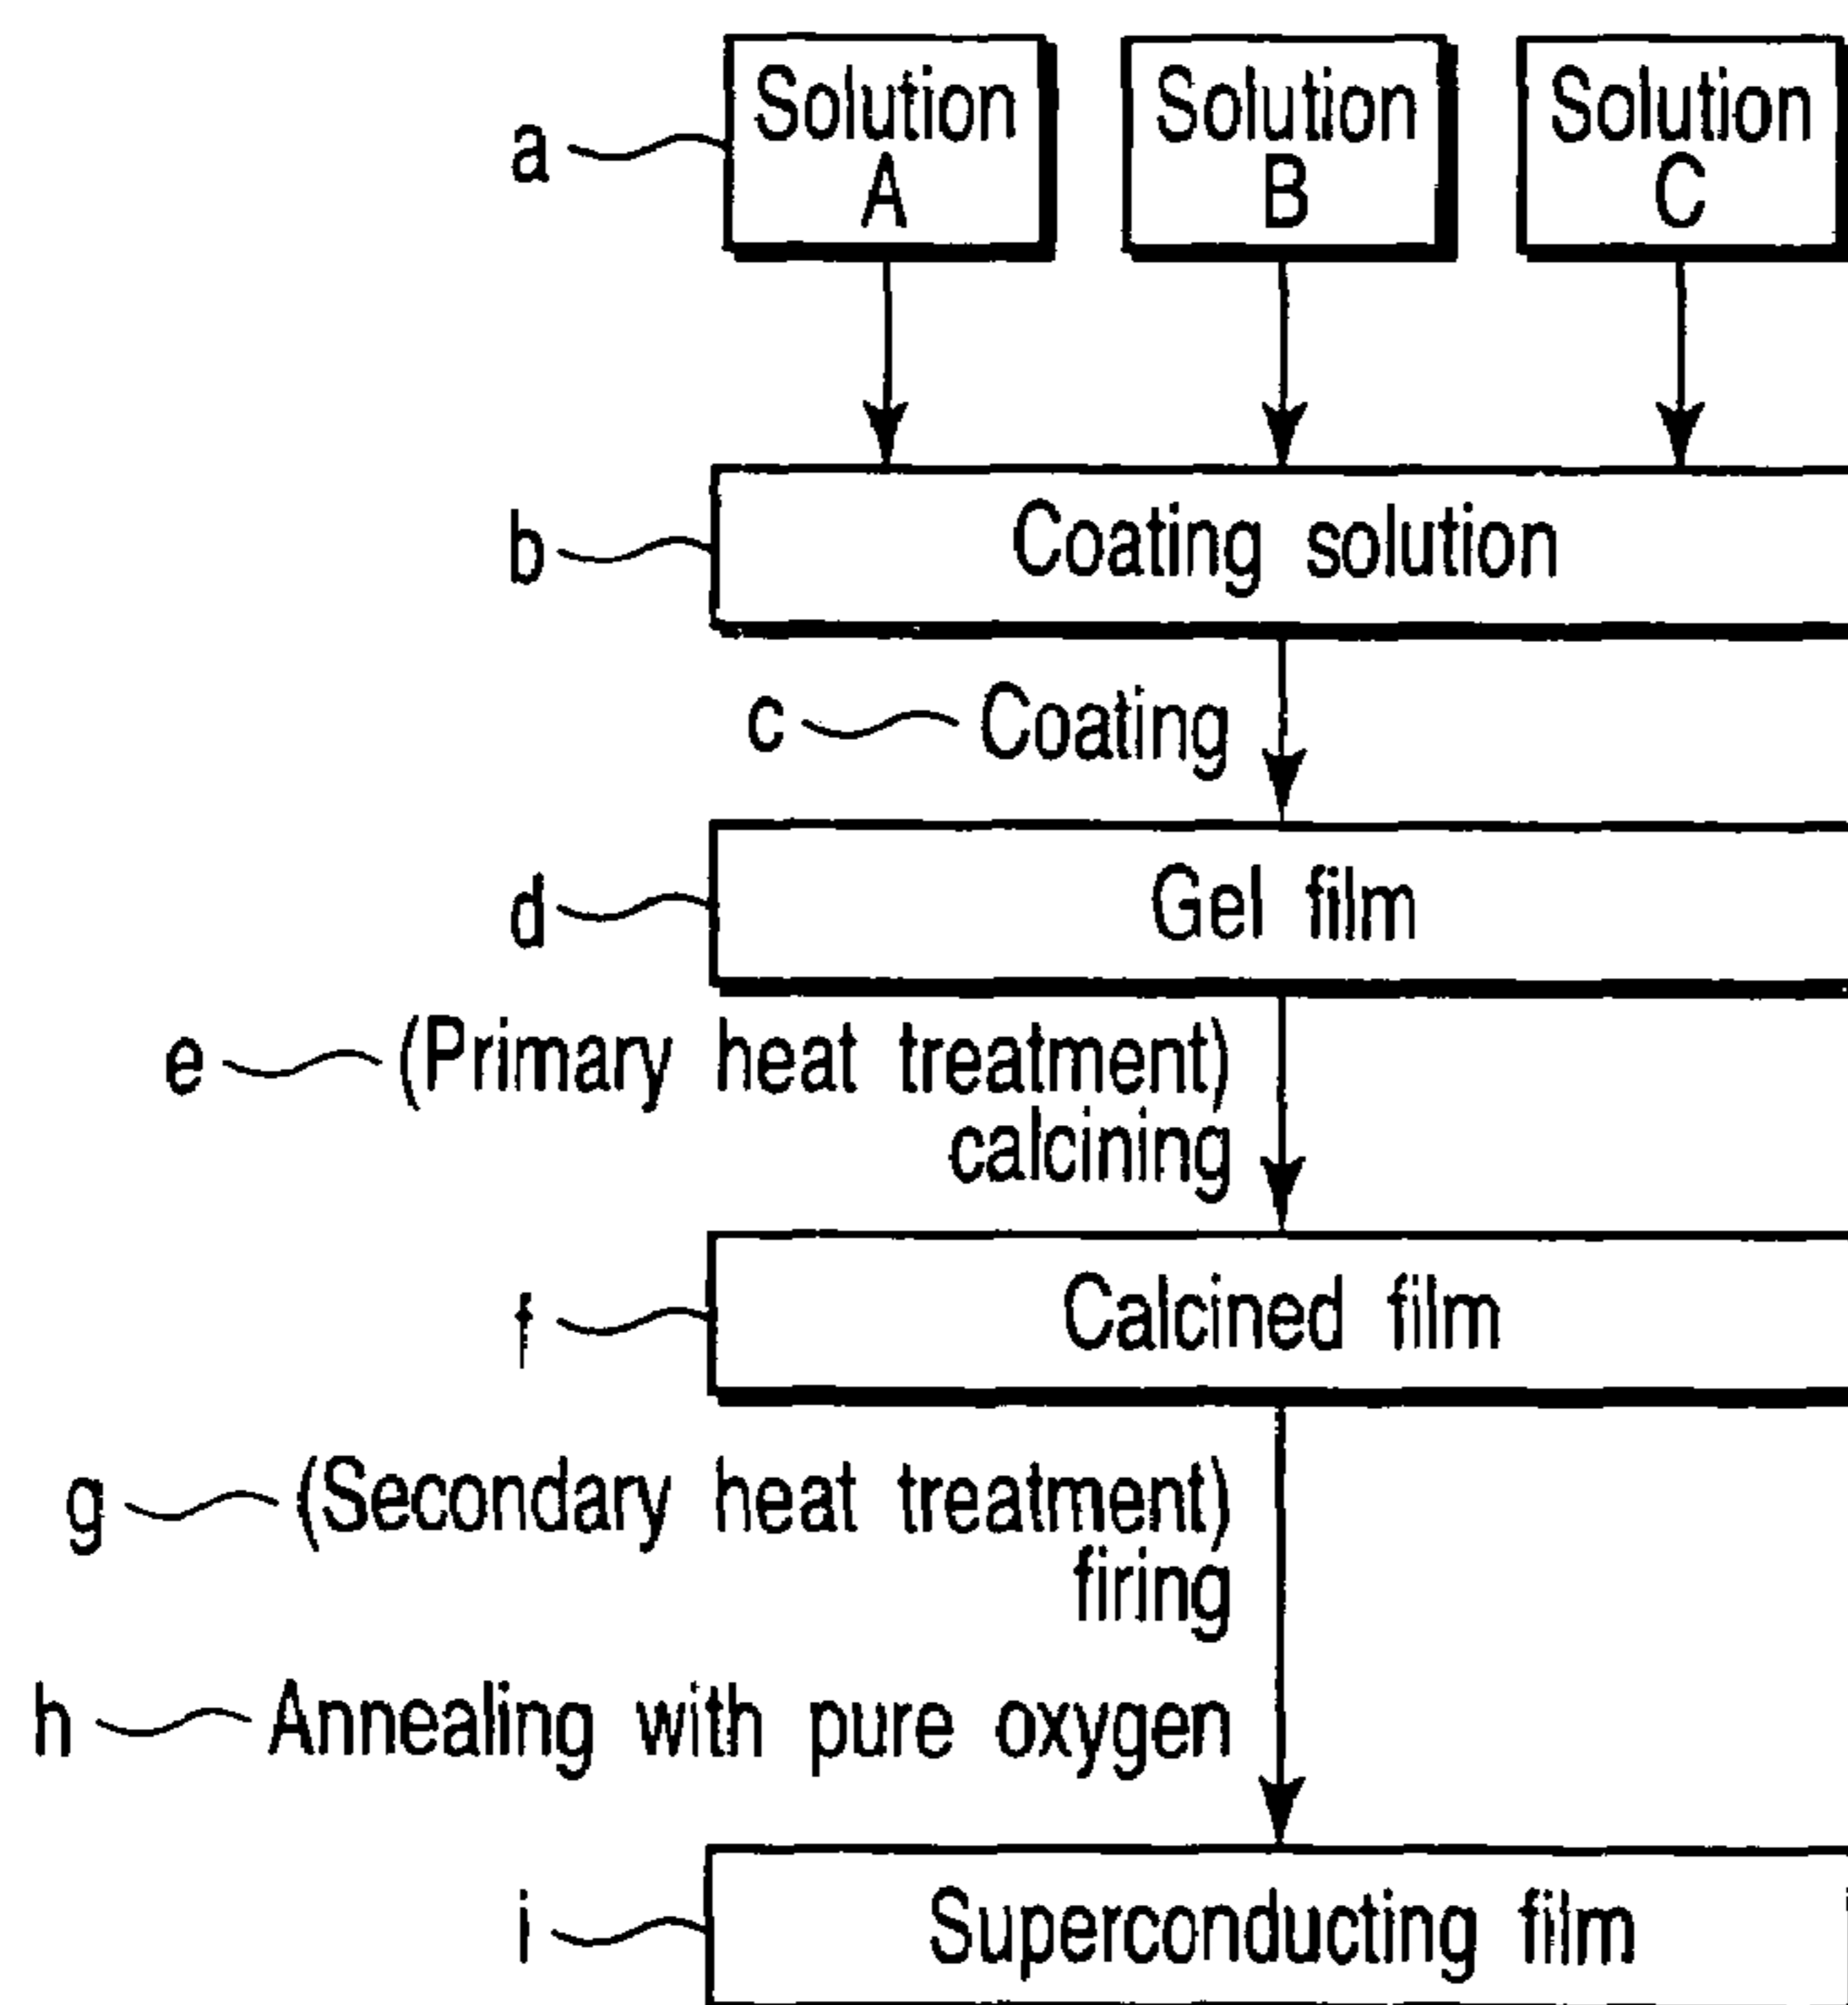 a
Solution
A
Solution
B
Solution
C
b
Coating solution
c
Coating
d
Gel film
e
(Primary heat treatment)
calcining
f
Calcined film
g
(Secondary heat treatment)
firing
h
Annealing with pure oxygen
i
Superconducting film